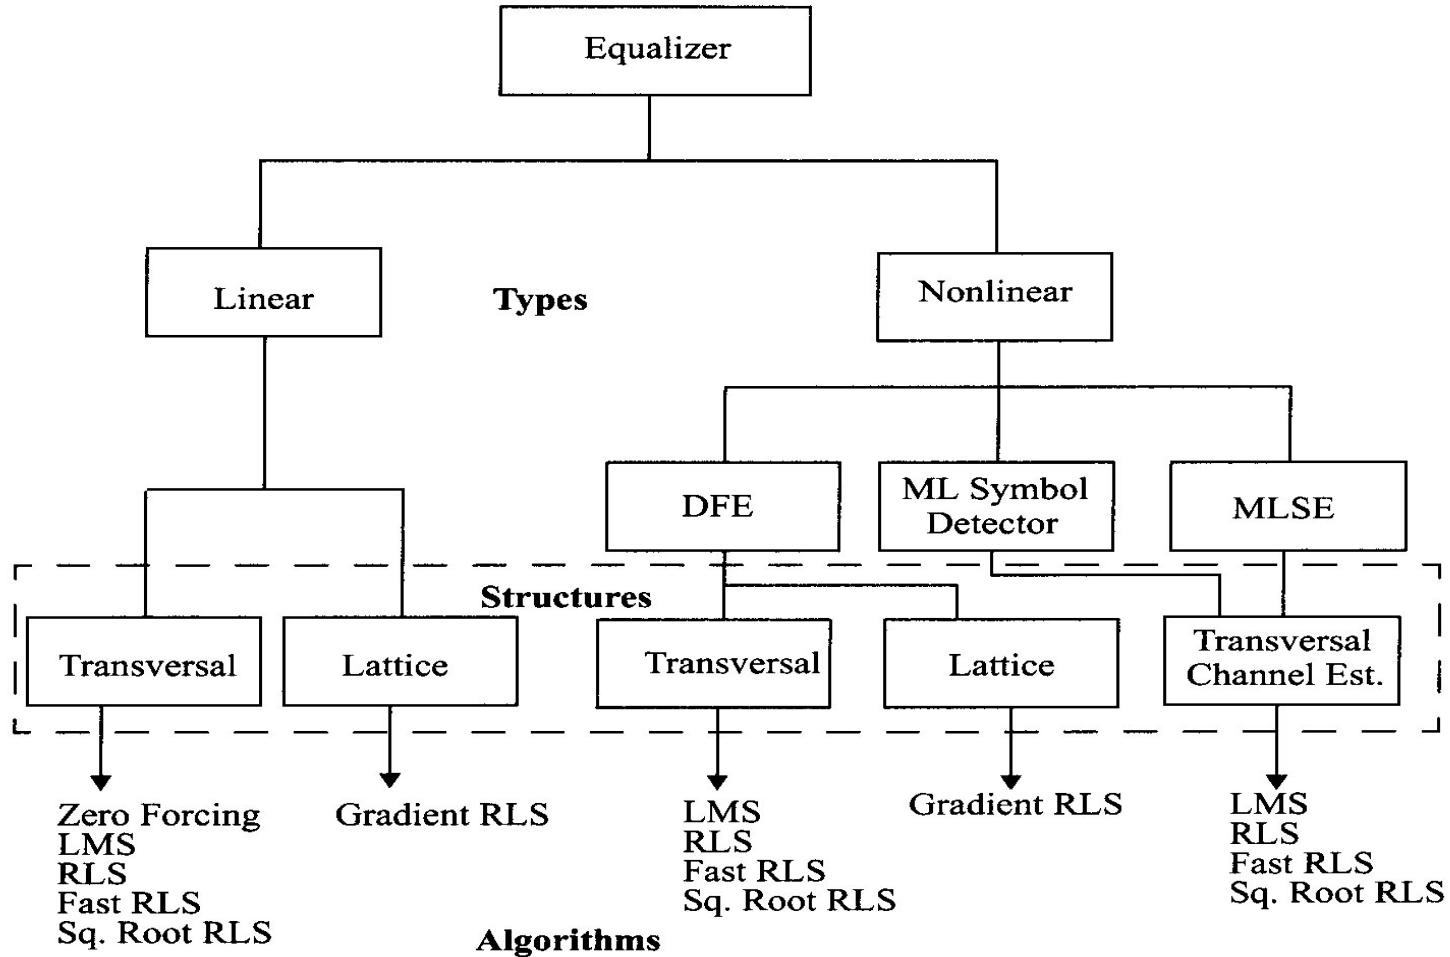 Equalizer
Linear
Types
Nonlinear
DFE
ML Symbol
Detector
MLSE
Structures
Transversal
Lattice
Transversal
Lattice
Transversal
Channel Est.
Zero Forcing
LMS
RLS
Fast RLS
Sq. Root RLS
Gradient RLS
LMS
RLS
Fast RLS
Sq. Root RLS
Gradient RLS
LMS
RLS
Fast RLS
Sq. Root RLS
Algorithms